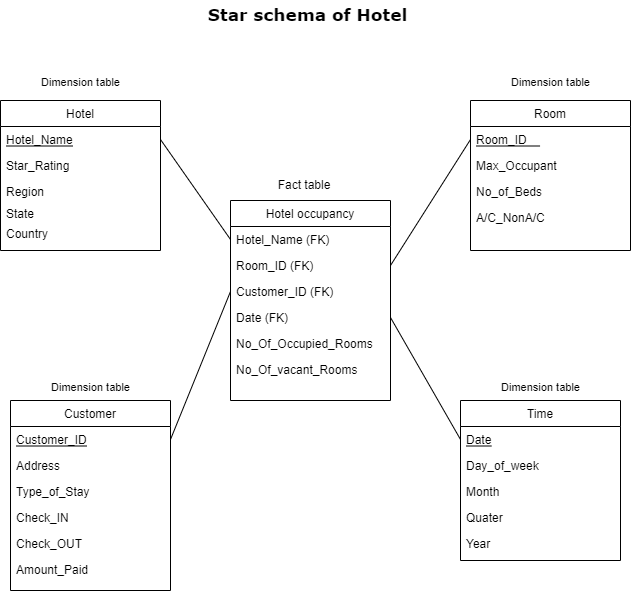 Star schema of Hotel
Dimension table
Hotel
Hotel_Name
Star_Rating
Region
State
Country
Dimension table
Room
Room_ID
Max_Occupant
No_of_Beds
A/C_NonA/C
Fact table
Hotel occupancy
Hotel_Name (FK)
Room_ID (FK)
Customer_ID (FK)
Date (FK)
No_Of_Occupied_Rooms
No_Of_vacant_Rooms
Dimension table
Customer
Customer_ID
Address
Type_of_Stay
Check_IN
Check_OUT
Amount_Paid
Dimension table
Time
Date
Day_of_week
Month
Quater
Year